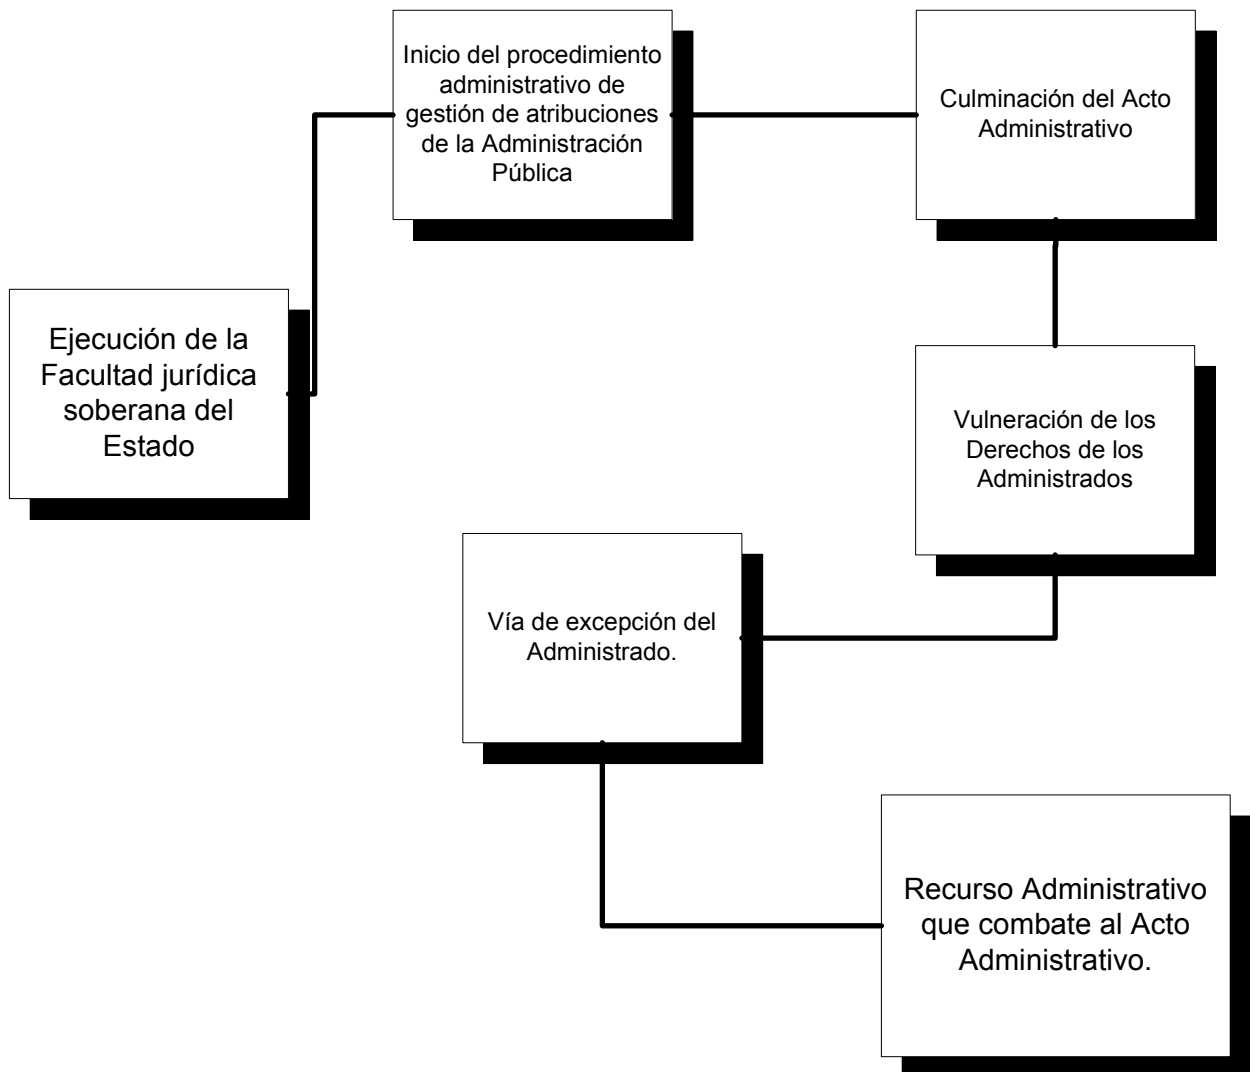 Inicio del procedimiento
administrativo de
gestión de atribuciones
de la Administración
Pública
Culminación del Acto
Administrativo
Ejecución de la
Facultad jurídica
soberana del
Estado
Vulneración de los
Derechos de los
Administrados
Vía de excepción del
Administrado.
Recurso Administrativo
que combate al Acto
Administrativo.